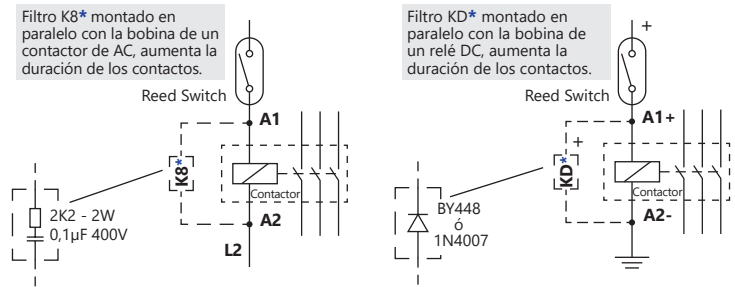 Filtro K8* montado en
paralelo con la bobina de un
contactor de AC, aumenta la
duración de los contactos.
Reed Switch
A1
K8*
Contactor
2K2 - 2W
0,1µF 400V
A2
L2
Filtro KD* montado en
paralelo con la bobina de
un relé DC, aumenta la
duración de los contactos.
+
Reed Switch
A1+
+
KD*
Contactor
BY448
ó
1N4007
A2-